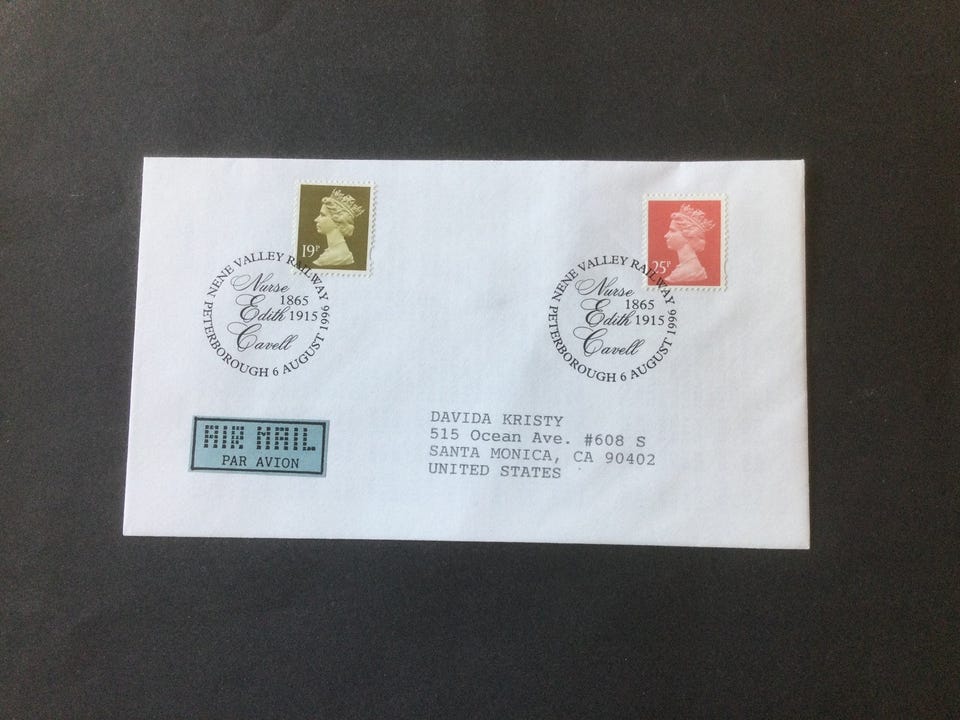 19P
25P
NENE VALLEY RAILWAY
Nurse
1865
Edith 1915
Cavell
PETERBOROUGH 6 AUGUST 1996
NENE VALLEY RAILWAY
Nurse
1865
Edith 1915
Cavell
PETERBOROUGH 6 AUGUST 1996
AIR MAIL
PAR AVION
DAVIDA KRISTY
515 Ocean Ave. #608 S
SANTA MONICA, CA 90402
UNITED STATES